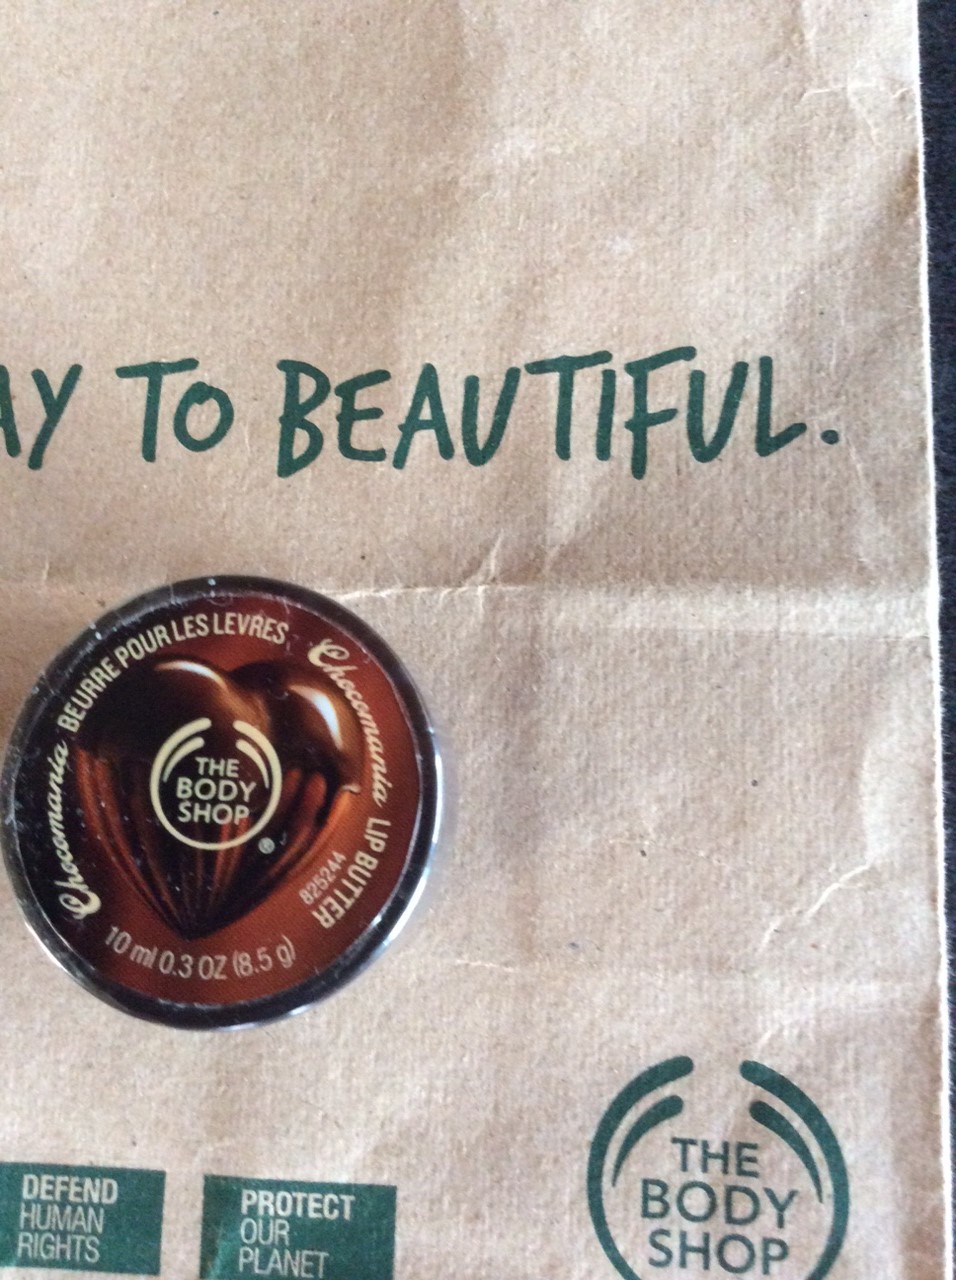 AY TO BEAUTIFUL.
Chocomania BEURRE POUR LES LEVRES
Chocomania LIP BUTTER
825244
THE
BODY
SHOP
®
10 ml 0.3 OZ (8.5 g)
DEFEND
HUMAN
RIGHTS
PROTECT
OUR
PLANET
THE
BODY
SHOP